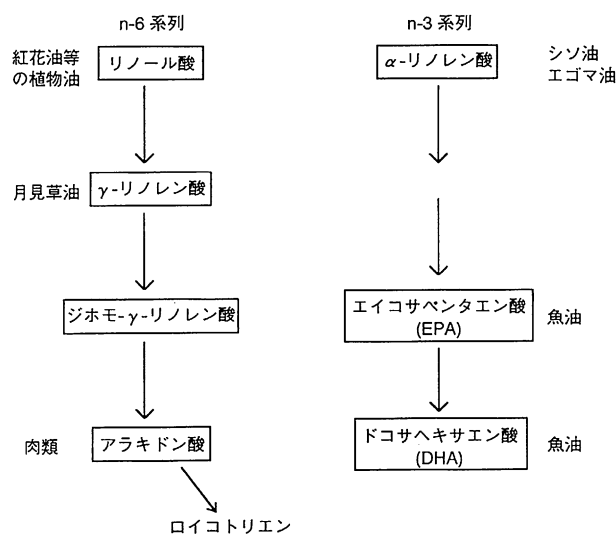 n-6 系列
n-3 系列
紅花油等
の植物油
リノール酸
α-リノレン酸
シソ油
エゴマ油
月見草油
γ-リノレン酸
ジホモ-γ-リノレン酸
エイコサペンタエン酸
(EPA)
魚油
肉類
アラキドン酸
ドコサヘキサエン酸
(DHA)
魚油
ロイコトリエン